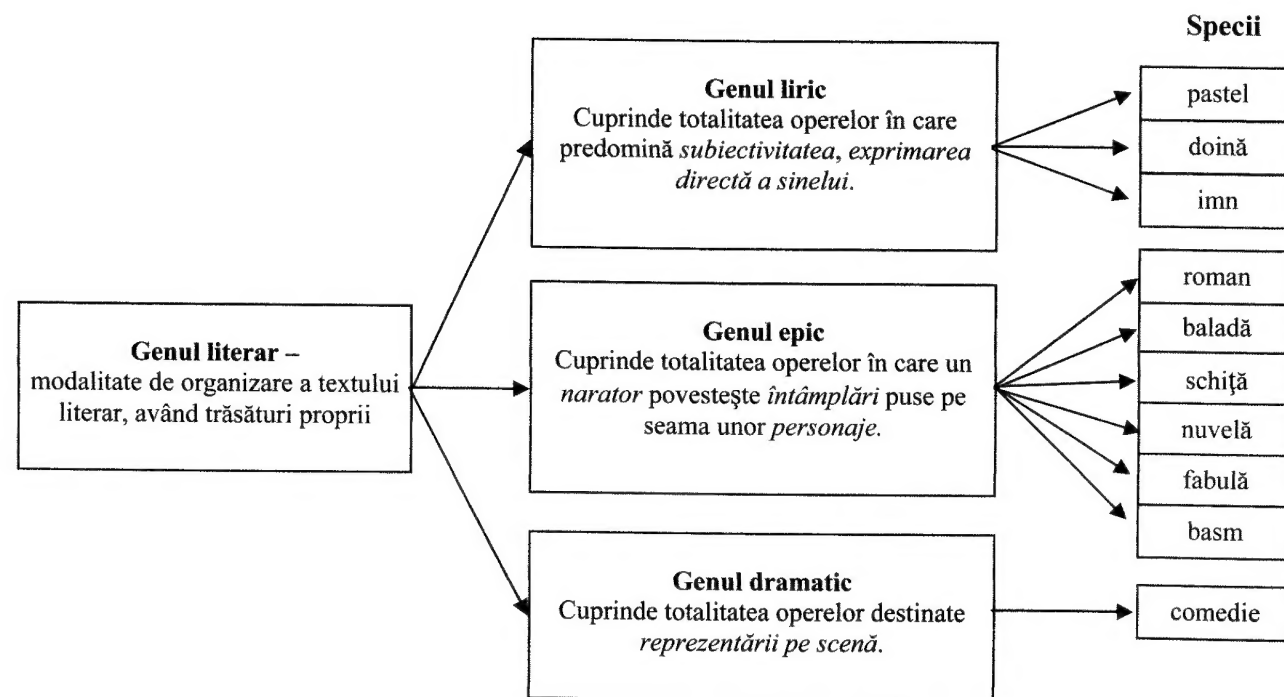 Specii
Genul liric
Cuprinde totalitatea operelor în care
predomină subiectivitatea, exprimarea
directă a sinelui.
pastel
doină
imn
Genul literar –
modalitate de organizare a textului
literar, având trăsături proprii
Genul epic
Cuprinde totalitatea operelor în care un
narator povesteşte întâmplări puse pe
seama unor personaje.
roman
baladă
schiţă
nuvelă
fabulă
basm
Genul dramatic
Cuprinde totalitatea operelor destinate
reprezentării pe scenă.
comedie